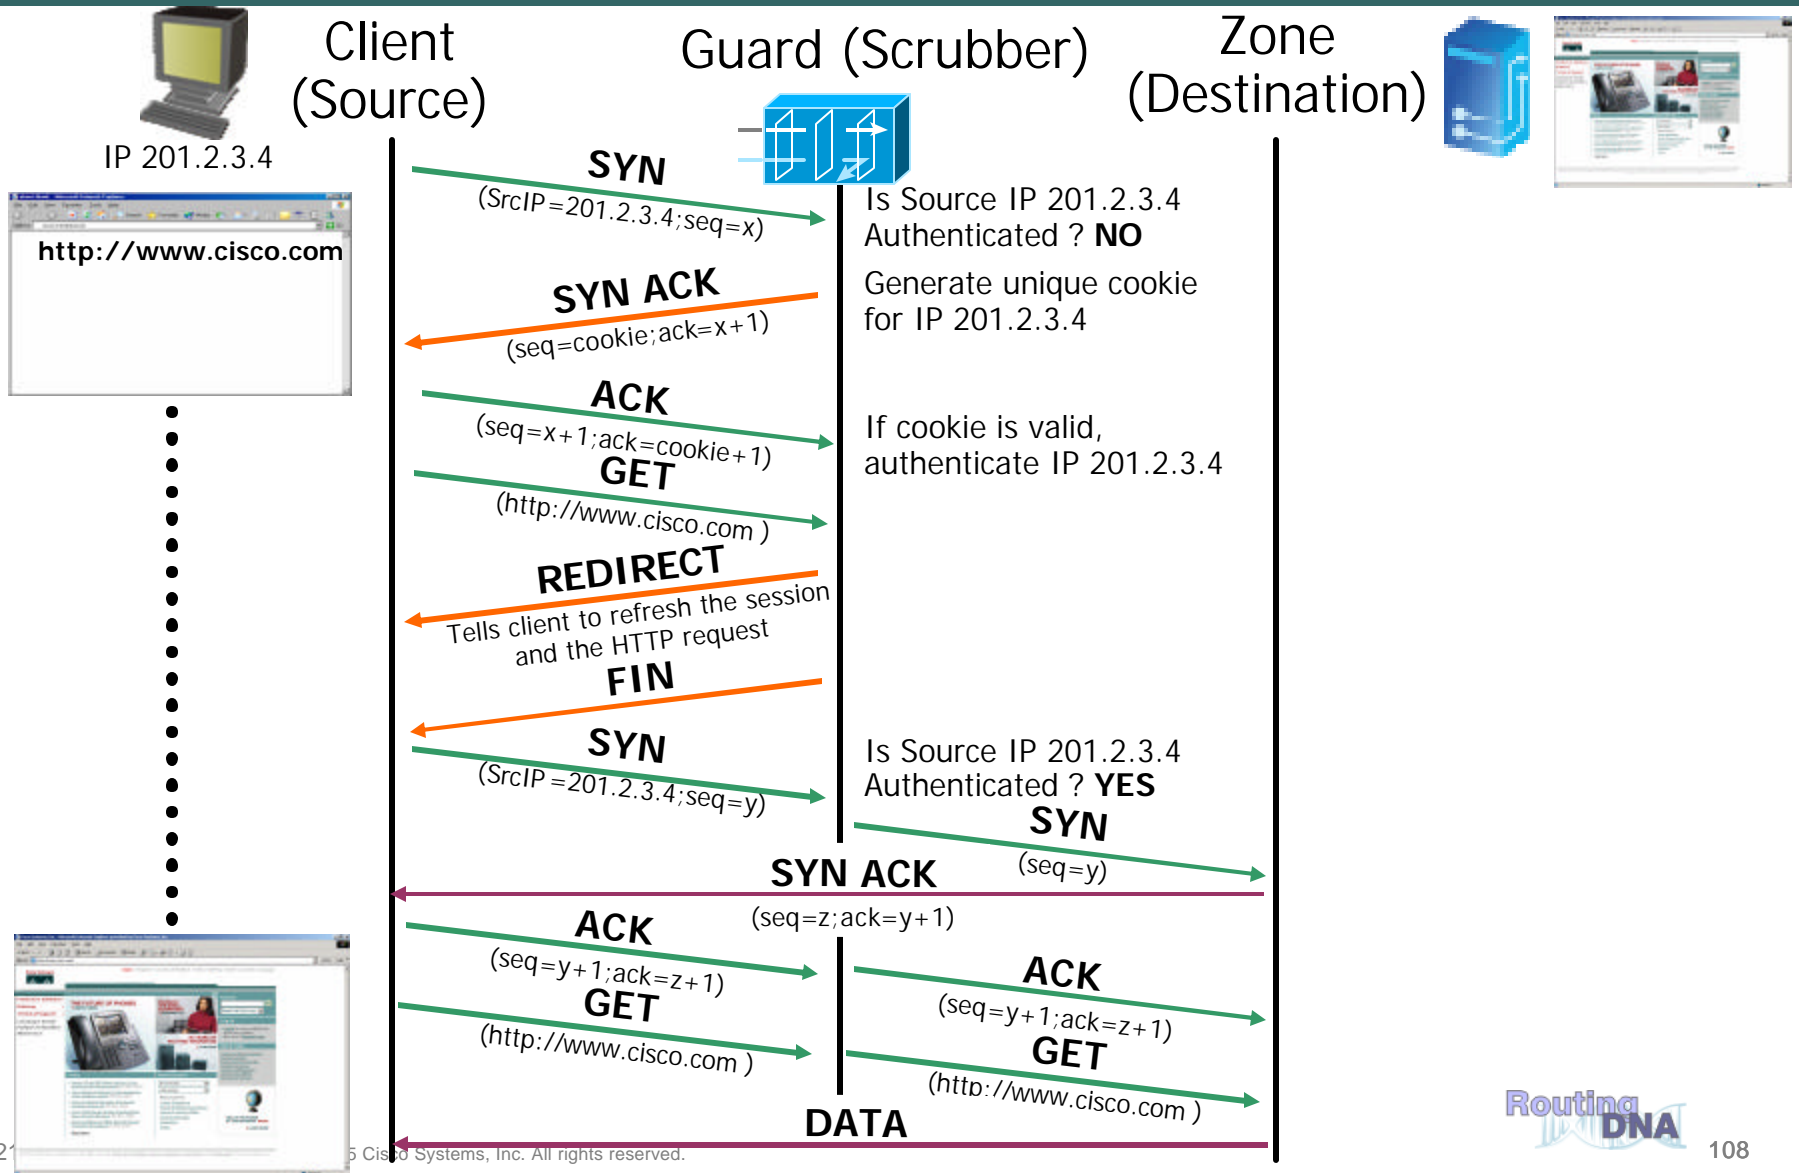 Client
(Source)
Guard (Scrubber)
Zone
(Destination)
IP 201.2.3.4
http://www.cisco.com
SYN
(SrcIP=201.2.3.4;seq=x)
Is Source IP 201.2.3.4
Authenticated ? NO
Generate unique cookie
for IP 201.2.3.4
SYN ACK
(seq=cookie;ack=x+1)
ACK
(seq=x+1;ack=cookie+1)
If cookie is valid,
authenticate IP 201.2.3.4
GET
(http://www.cisco.com )
REDIRECT
Tells client to refresh the session
and the HTTP request
FIN
SYN
(SrcIP=201.2.3.4;seq=y)
Is Source IP 201.2.3.4
Authenticated ? YES
SYN
(seq=y)
SYN ACK
(seq=z;ack=y+1)
ACK
(seq=y+1;ack=z+1)
ACK
(seq=y+1;ack=z+1)
GET
(http://www.cisco.com )
GET
(http://www.cisco.com )
DATA
THE FUTURE OF PHONES
Cisco Systems, Inc. All rights reserved.
Routing
DNA
108